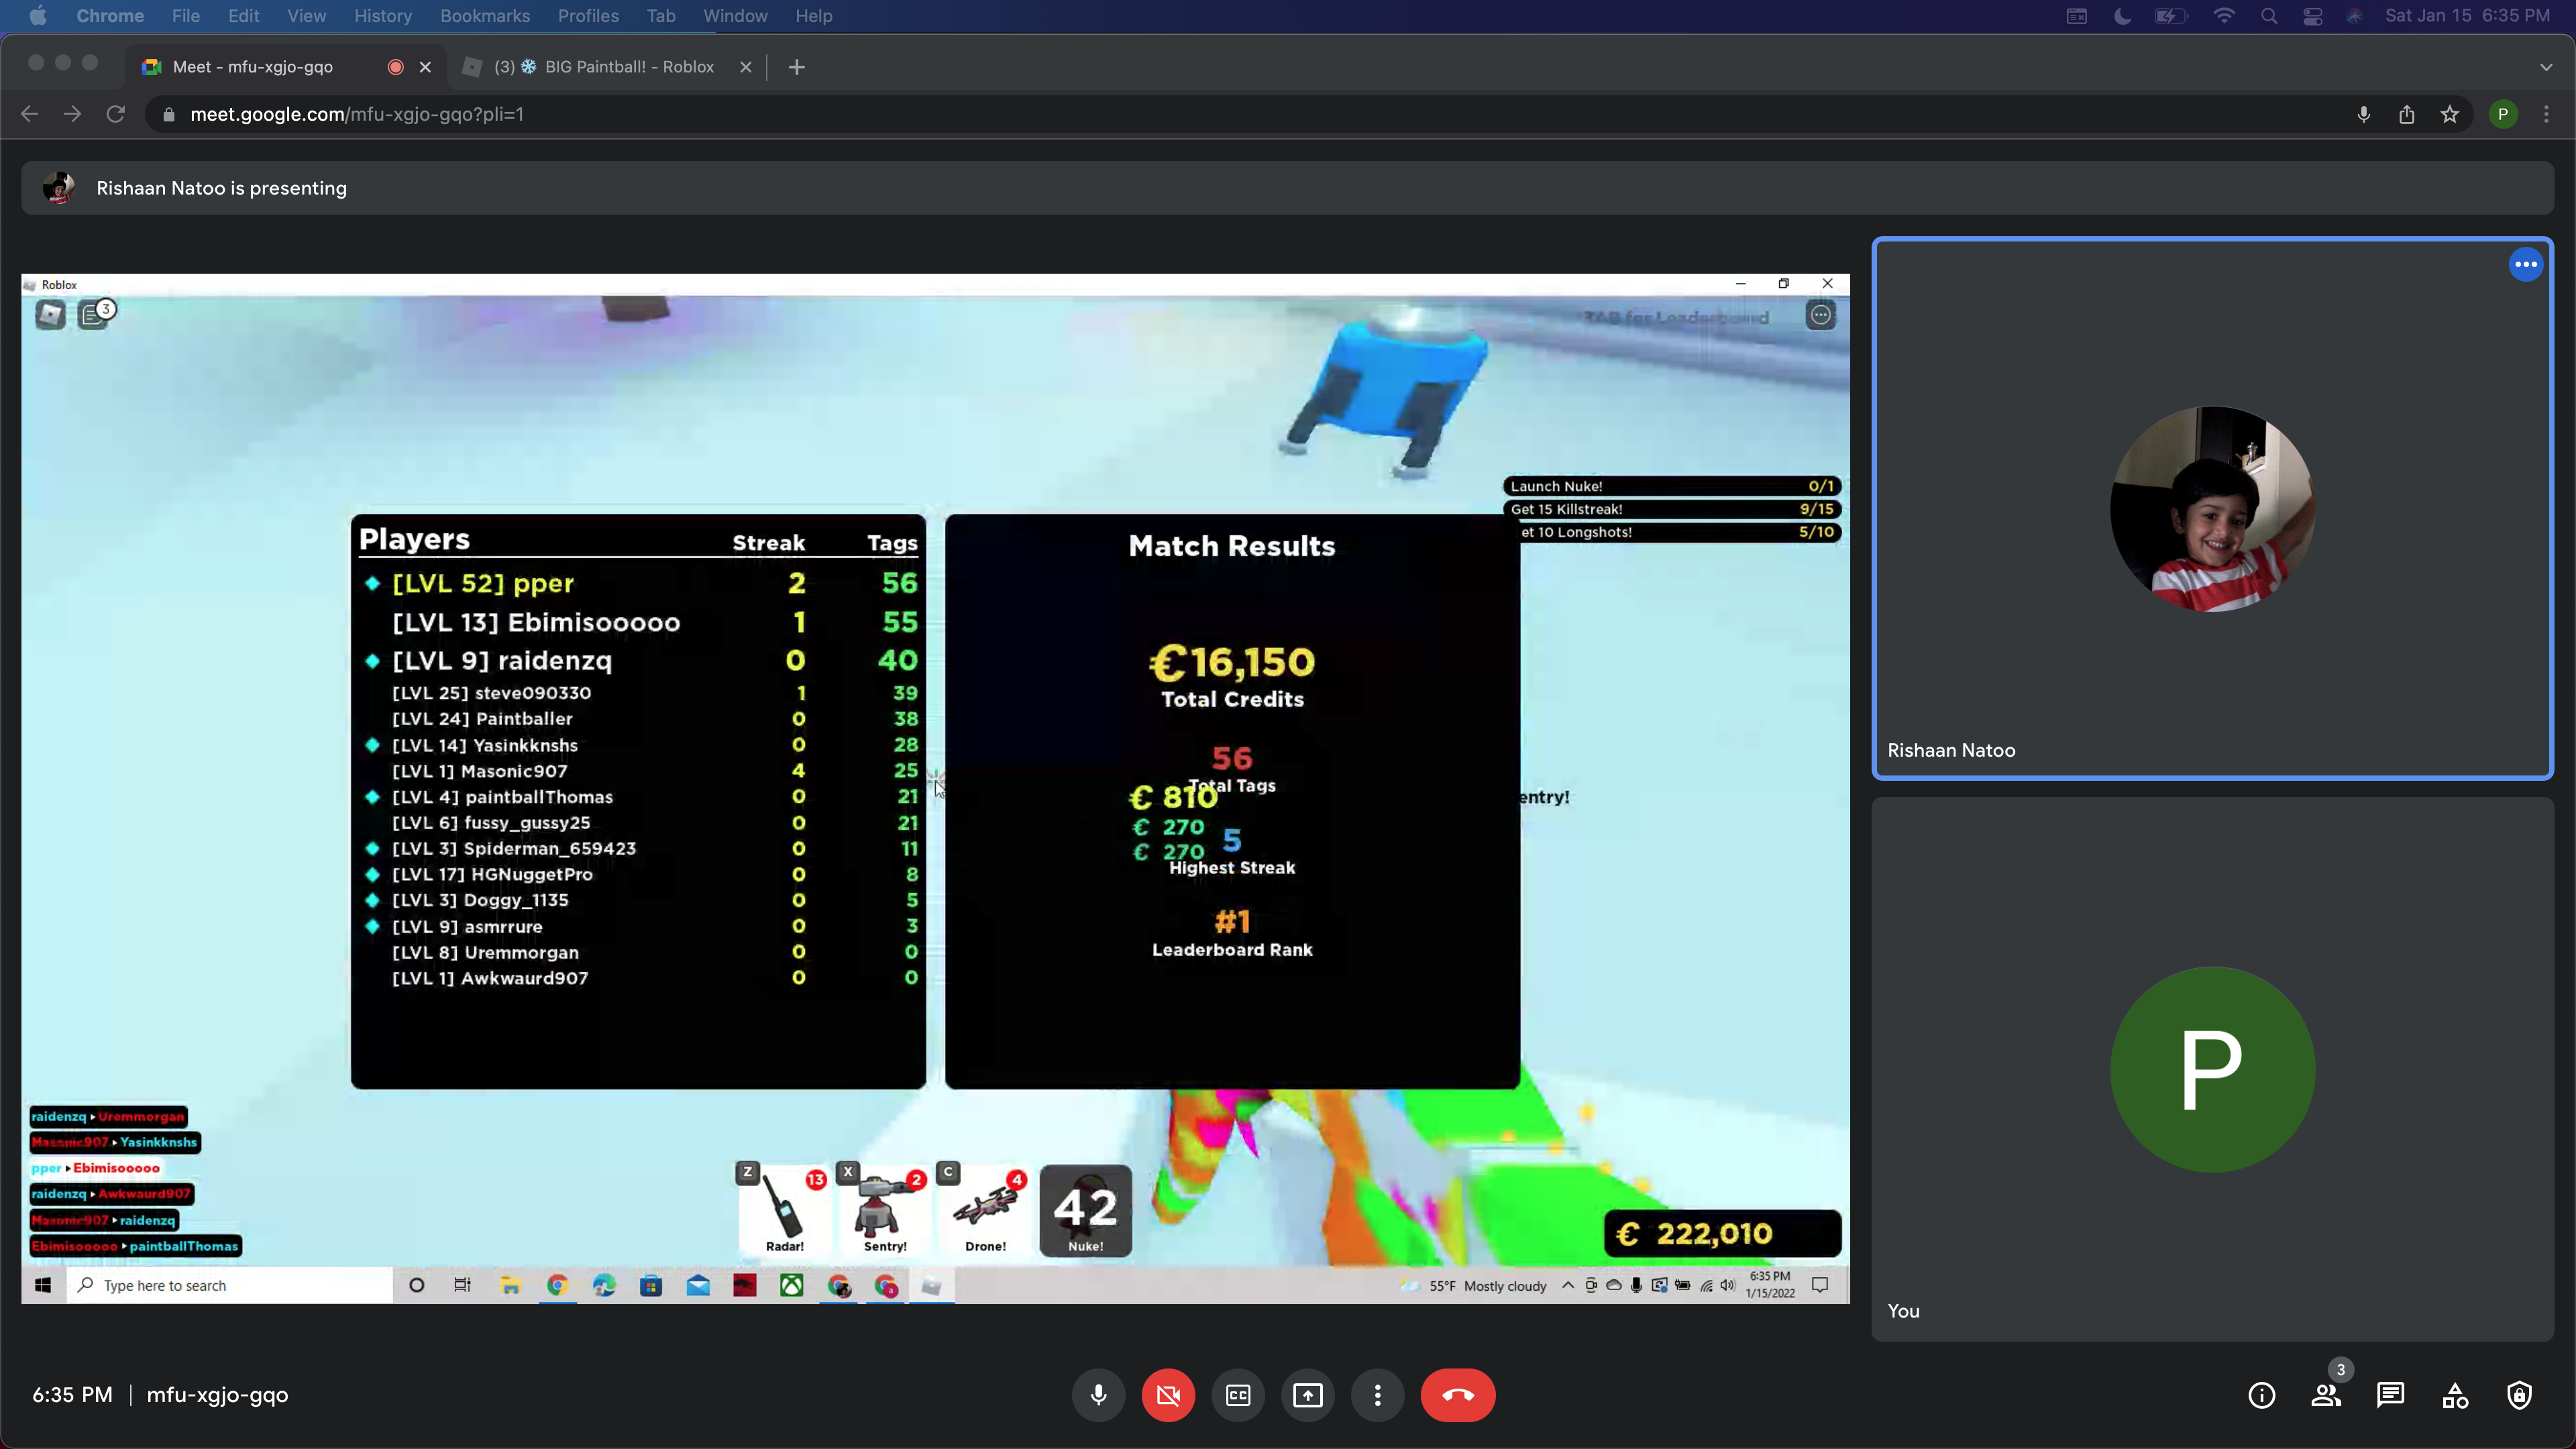 Chrome File Edit View History Bookmarks Profiles Tab Window Help Sat Jan 15 6:35 PM
Meet - mfu-xgjo-gqo (3) ❄ BIG Paintball! - Roblox
meet.google.com/mfu-xgjo-gqo?pli=1 P
Rishaan Natoo is presenting
Roblox
3
TAB for Leaderboard
Launch Nuke! 0/1
Get 15 Killstreak! 9/15
et 10 Longshots! 5/10
Players Streak Tags
[LVL 52] pper 2 56
[LVL 13] Ebimisooooo 1 55
[LVL 9] raidenzq 0 40
[LVL 25] steve090330 1 39
[LVL 24] Paintballer 0 38
[LVL 14] Yasinkknshs 0 28
[LVL 1] Masonic907 4 25
[LVL 4] paintballThomas 0 21
[LVL 6] fussy_gussy25 0 21
[LVL 3] Spiderman_659423 0 11
[LVL 17] HGNuggetPro 0 8
[LVL 3] Doggy_1135 0 5
[LVL 9] asmrrure 0 3
[LVL 8] Uremmorgan 0 0
[LVL 1] Awkwaurd907 0 0
Match Results
€16,150
Total Credits
56
Total Tags
€ 810
€ 270
€ 270
5
Highest Streak
#1
Leaderboard Rank
entry!
raidenzq ▸ Uremmorgan
Masonic907 ▸ Yasinkknshs
pper ▸ Ebimisooooo
raidenzq ▸ Awkwaurd907
Masonic907 ▸ raidenzq
Ebimisooooo ▸ paintballThomas
Z 13 X 2 C 4 42
Radar! Sentry! Drone! Nuke!
€ 222,010
Type here to search
55°F Mostly cloudy
6:35 PM
1/15/2022
Rishaan Natoo
P
You
6:35 PM | mfu-xgjo-gqo
CC
3